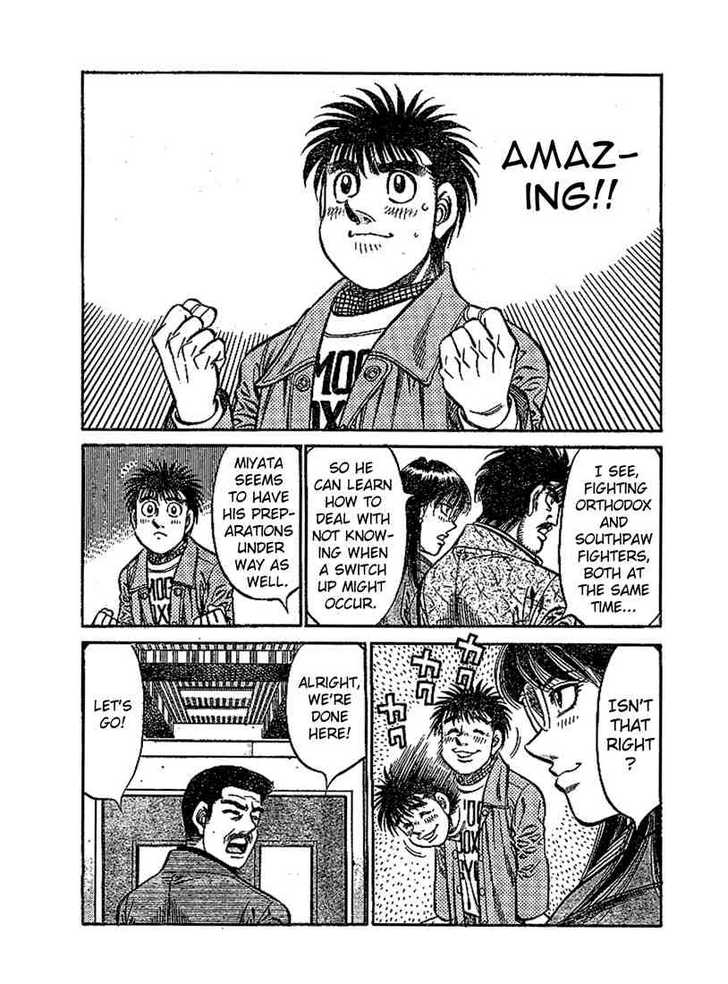 AMAZ-
ING!!
I SEE,
FIGHTING
ORTHODOX
AND
SOUTHPAW
FIGHTERS,
BOTH AT
THE SAME
TIME...
SO HE
CAN LEARN
HOW TO
DEAL WITH
NOT KNOW-
ING WHEN
A SWITCH
UP MIGHT
OCCUR.
MIYATA
SEEMS
TO HAVE
HIS PREP-
ARATIONS
UNDER
WAY AS
WELL.
ISN'T
THAT
RIGHT
?
ALRIGHT,
WE'RE
DONE
HERE!
LET'S
GO!